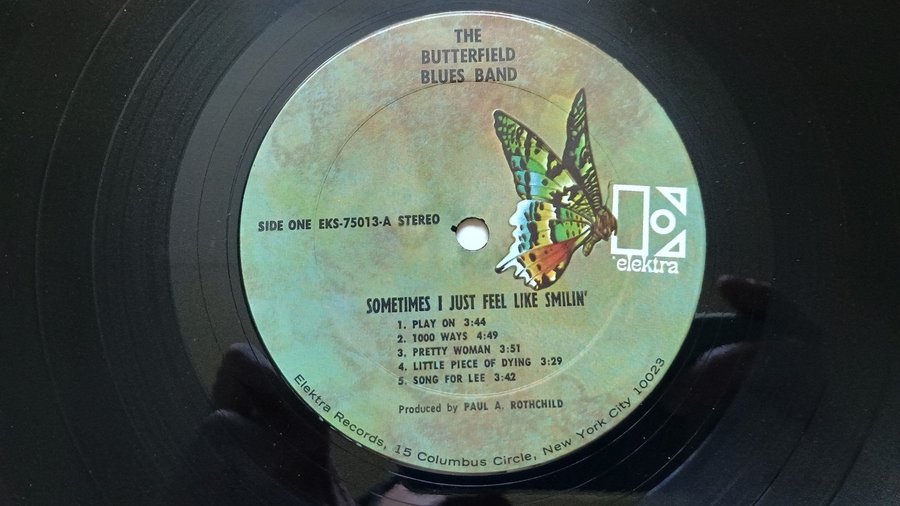 THE
BUTTERFIELD
BLUES BAND
SIDE ONE EKS-75013-A STEREO
elektra
SOMETIMES I JUST FEEL LIKE SMILIN'
1. PLAY ON 3:44
2. 1000 WAYS 4:49
3. PRETTY WOMAN 3:51
4. LITTLE PIECE OF DYING 3:29
5. SONG FOR LEE 3:42
Produced by PAUL A. ROTHCHILD
Elektra Records, 15 Columbus Circle, New York City 10023